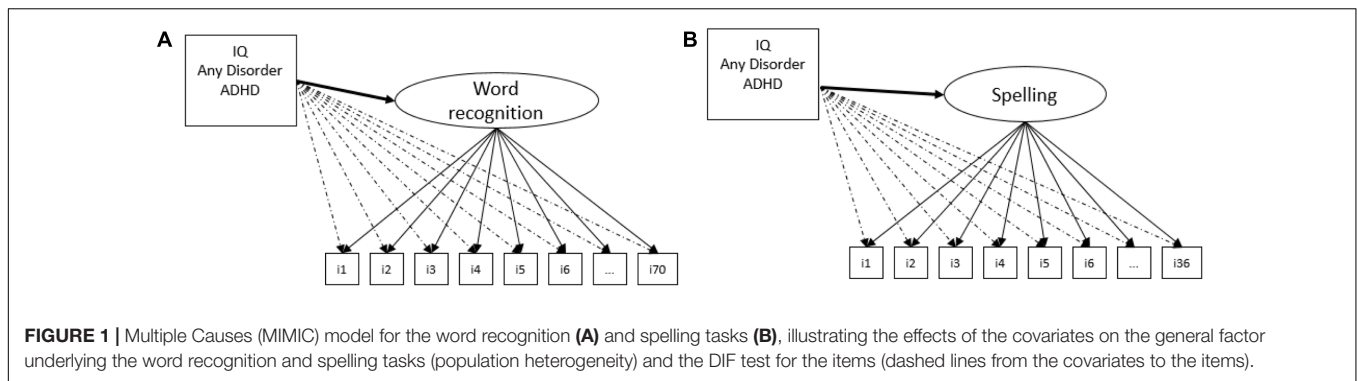 A
IQ
Any Disorder
ADHD
Word
recognition
i1 i2 i3 i4 i5 i6 ... i70
B
IQ
Any Disorder
ADHD
Spelling
i1 i2 i3 i4 i5 i6 ... i36
FIGURE 1 | Multiple Causes (MIMIC) model for the word recognition (A) and spelling tasks (B), illustrating the effects of the covariates on the general factor
underlying the word recognition and spelling tasks (population heterogeneity) and the DIF test for the items (dashed lines from the covariates to the items).